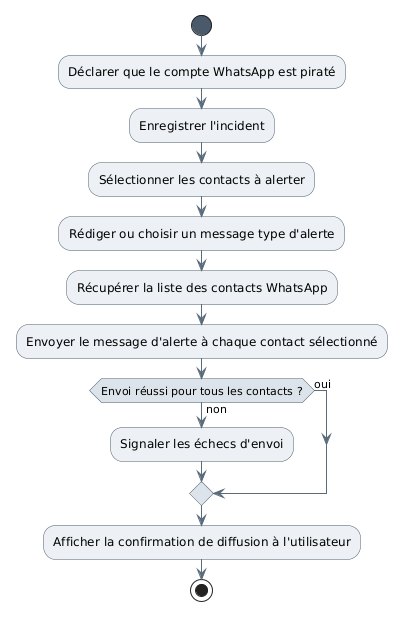 Déclarer que le compte WhatsApp est piraté
Enregistrer l'incident
Sélectionner les contacts à alerter
Rédiger ou choisir un message type d'alerte
Récupérer la liste des contacts WhatsApp
Envoyer le message d'alerte à chaque contact sélectionné
Envoi réussi pour tous les contacts ?
oui
non
Signaler les échecs d'envoi
Afficher la confirmation de diffusion à l'utilisateur